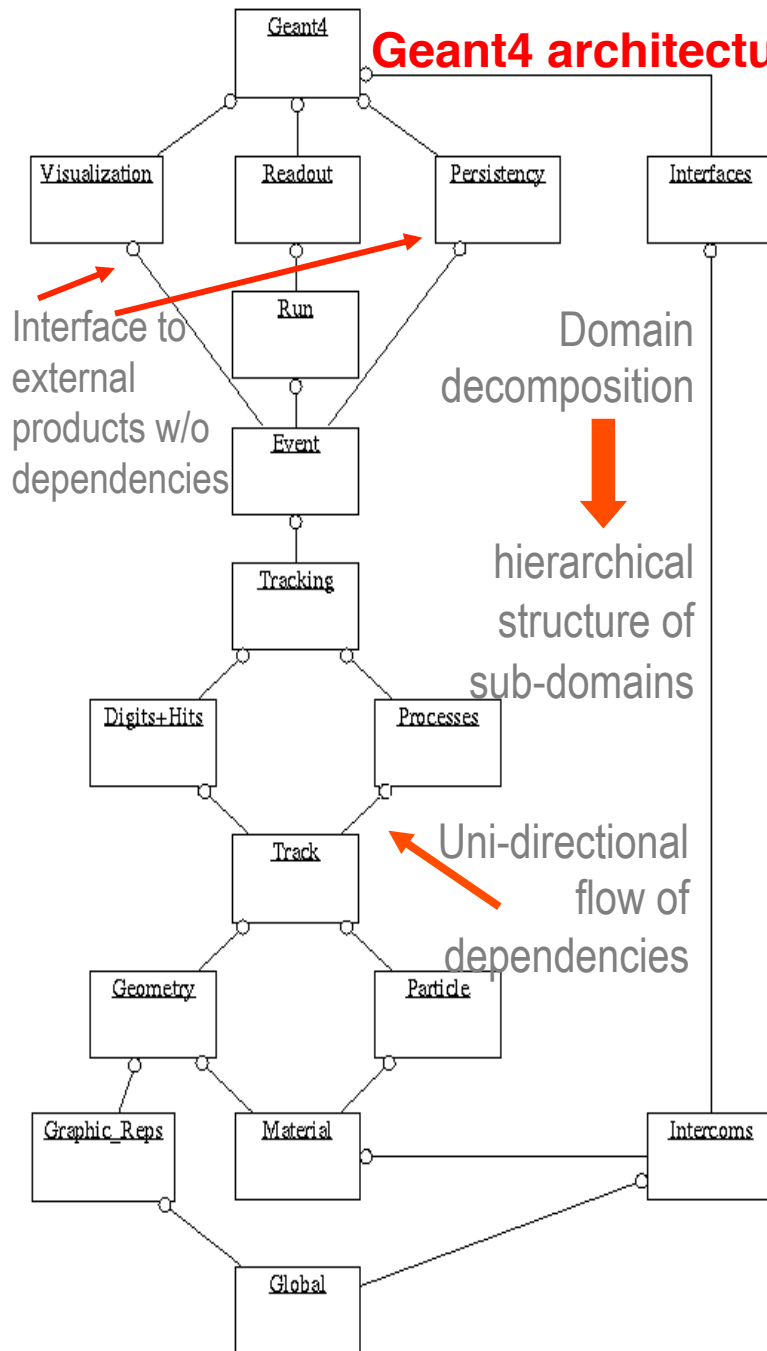 Geant4
Geant4 architectu
Visualization
Readout
Persistency
Interfaces
Run
Interface to
external
products w/o
dependencies
Domain
decomposition
Event
hierarchical
structure of
sub-domains
Tracking
Digits+Hits
Processes
Track
Uni-directional
flow of
dependencies
Geometry
Particle
Graphic_Reps
Material
Intercoms
Global